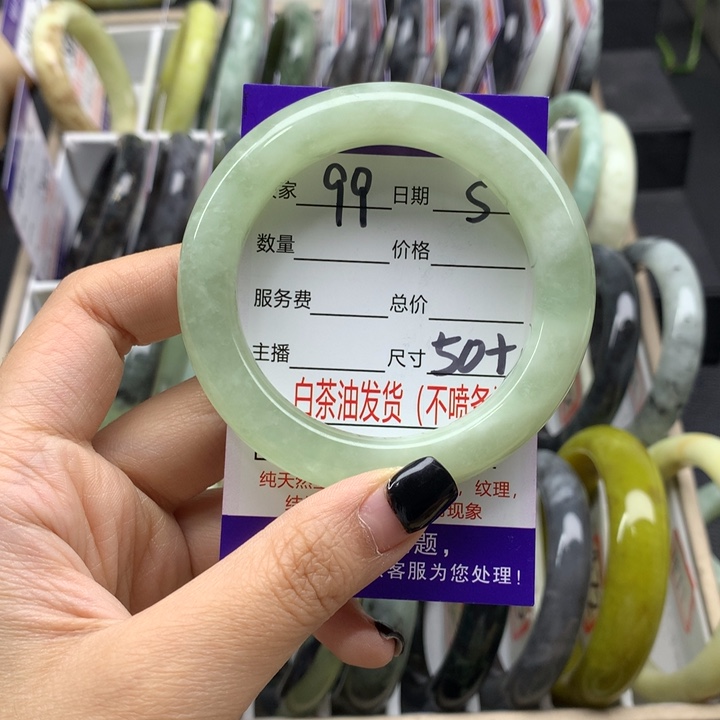 家 99 日期 S
数量 价格
服务费 总价
主播 尺寸 50+
白茶油发货(不喷
纯天然 纹理，
现象
题，
客服为您处理！